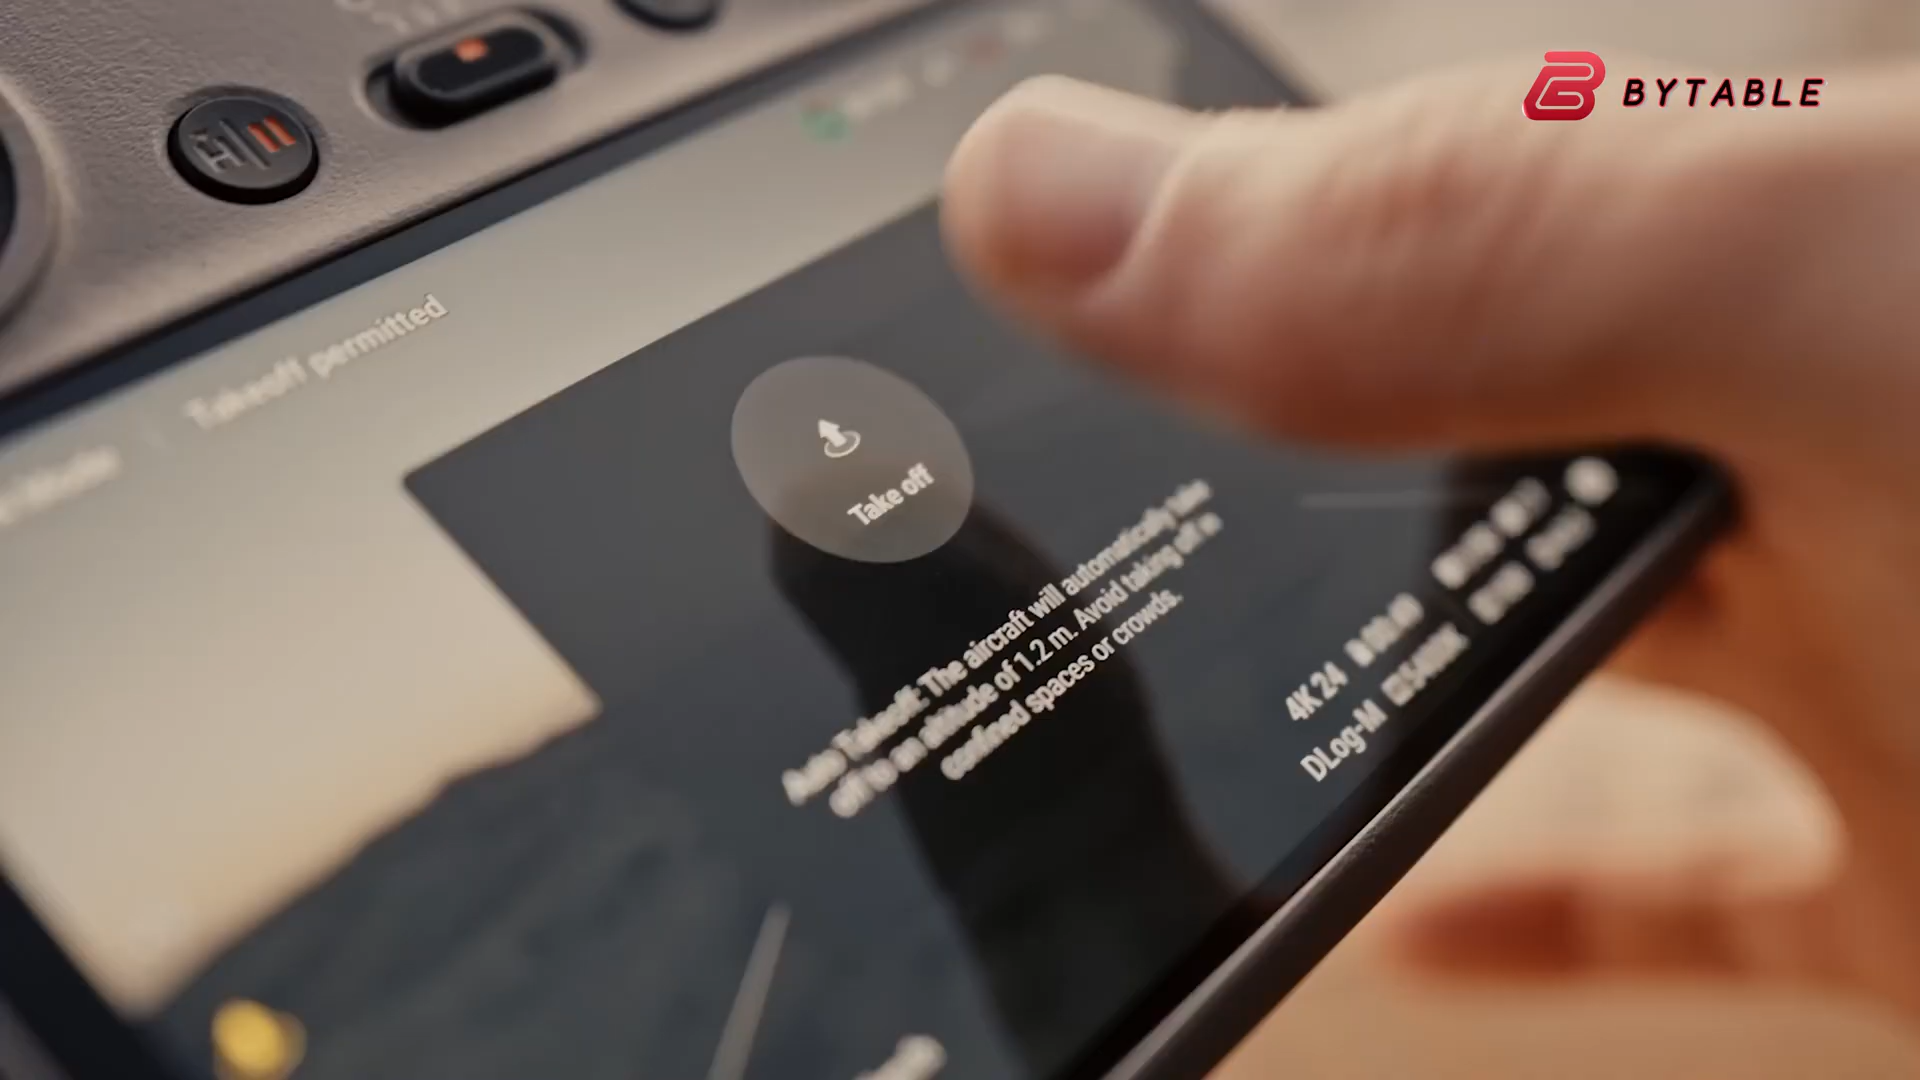 BYTABLE
Takeoff permitted
Take off
Auto Takeoff: The aircraft will automatically take
off to an altitude of 1.2 m. Avoid taking off in
confined spaces or crowds.
4K 24
DLog-M 5400K